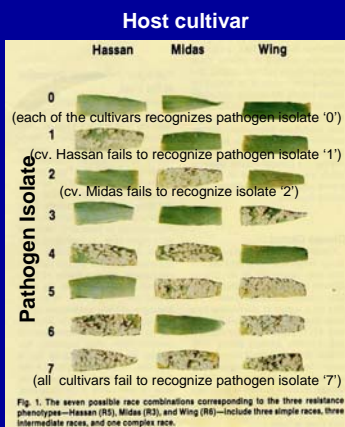 Host cultivar
Hassan Midas Wing
0
(each of the cultivars recognizes pathogen isolate ‘0’)
1
(cv. Hassan fails to recognize pathogen isolate ‘1’)
2
(cv. Midas fails to recognize isolate ‘2’)
3
4
5
6
7
(all cultivars fail to recognize pathogen isolate ‘7’)
Pathogen Isolate
Fig. 1. The seven possible race combinations corresponding to the three resistance
phenotypes—Hassan (R5), Midas (R3), and Wing (R6)—include three simple races, three
intermediate races, and one complex race.